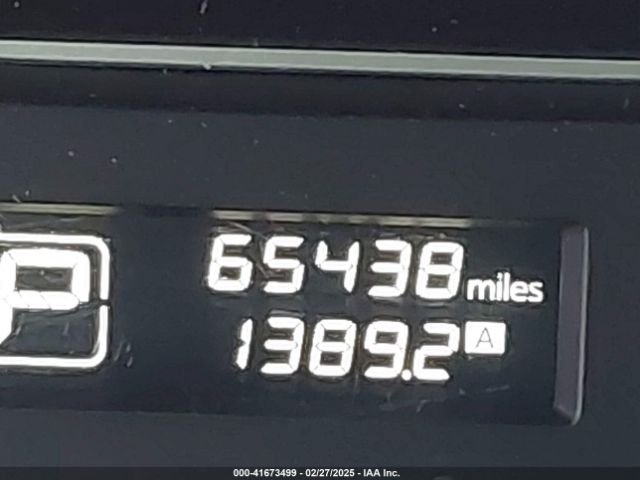 P
65438 miles
1389.2 A
000-41673499 - 02/27/2025 - IAA Inc.